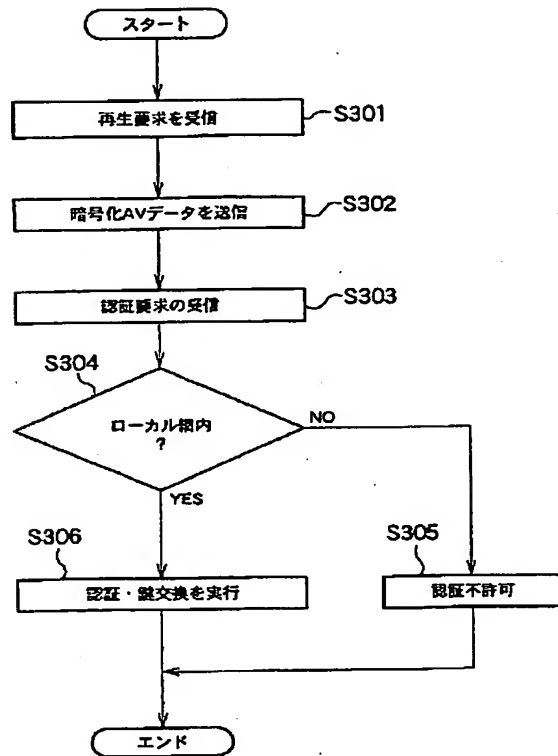 スタート
再生要求を受信
S301
暗号化AVデータを送信
S302
認証要求の受信
S303
S304
ローカル網内
?
NO
YES
S306
認証・鍵交換を実行
S305
認証不許可
エンド